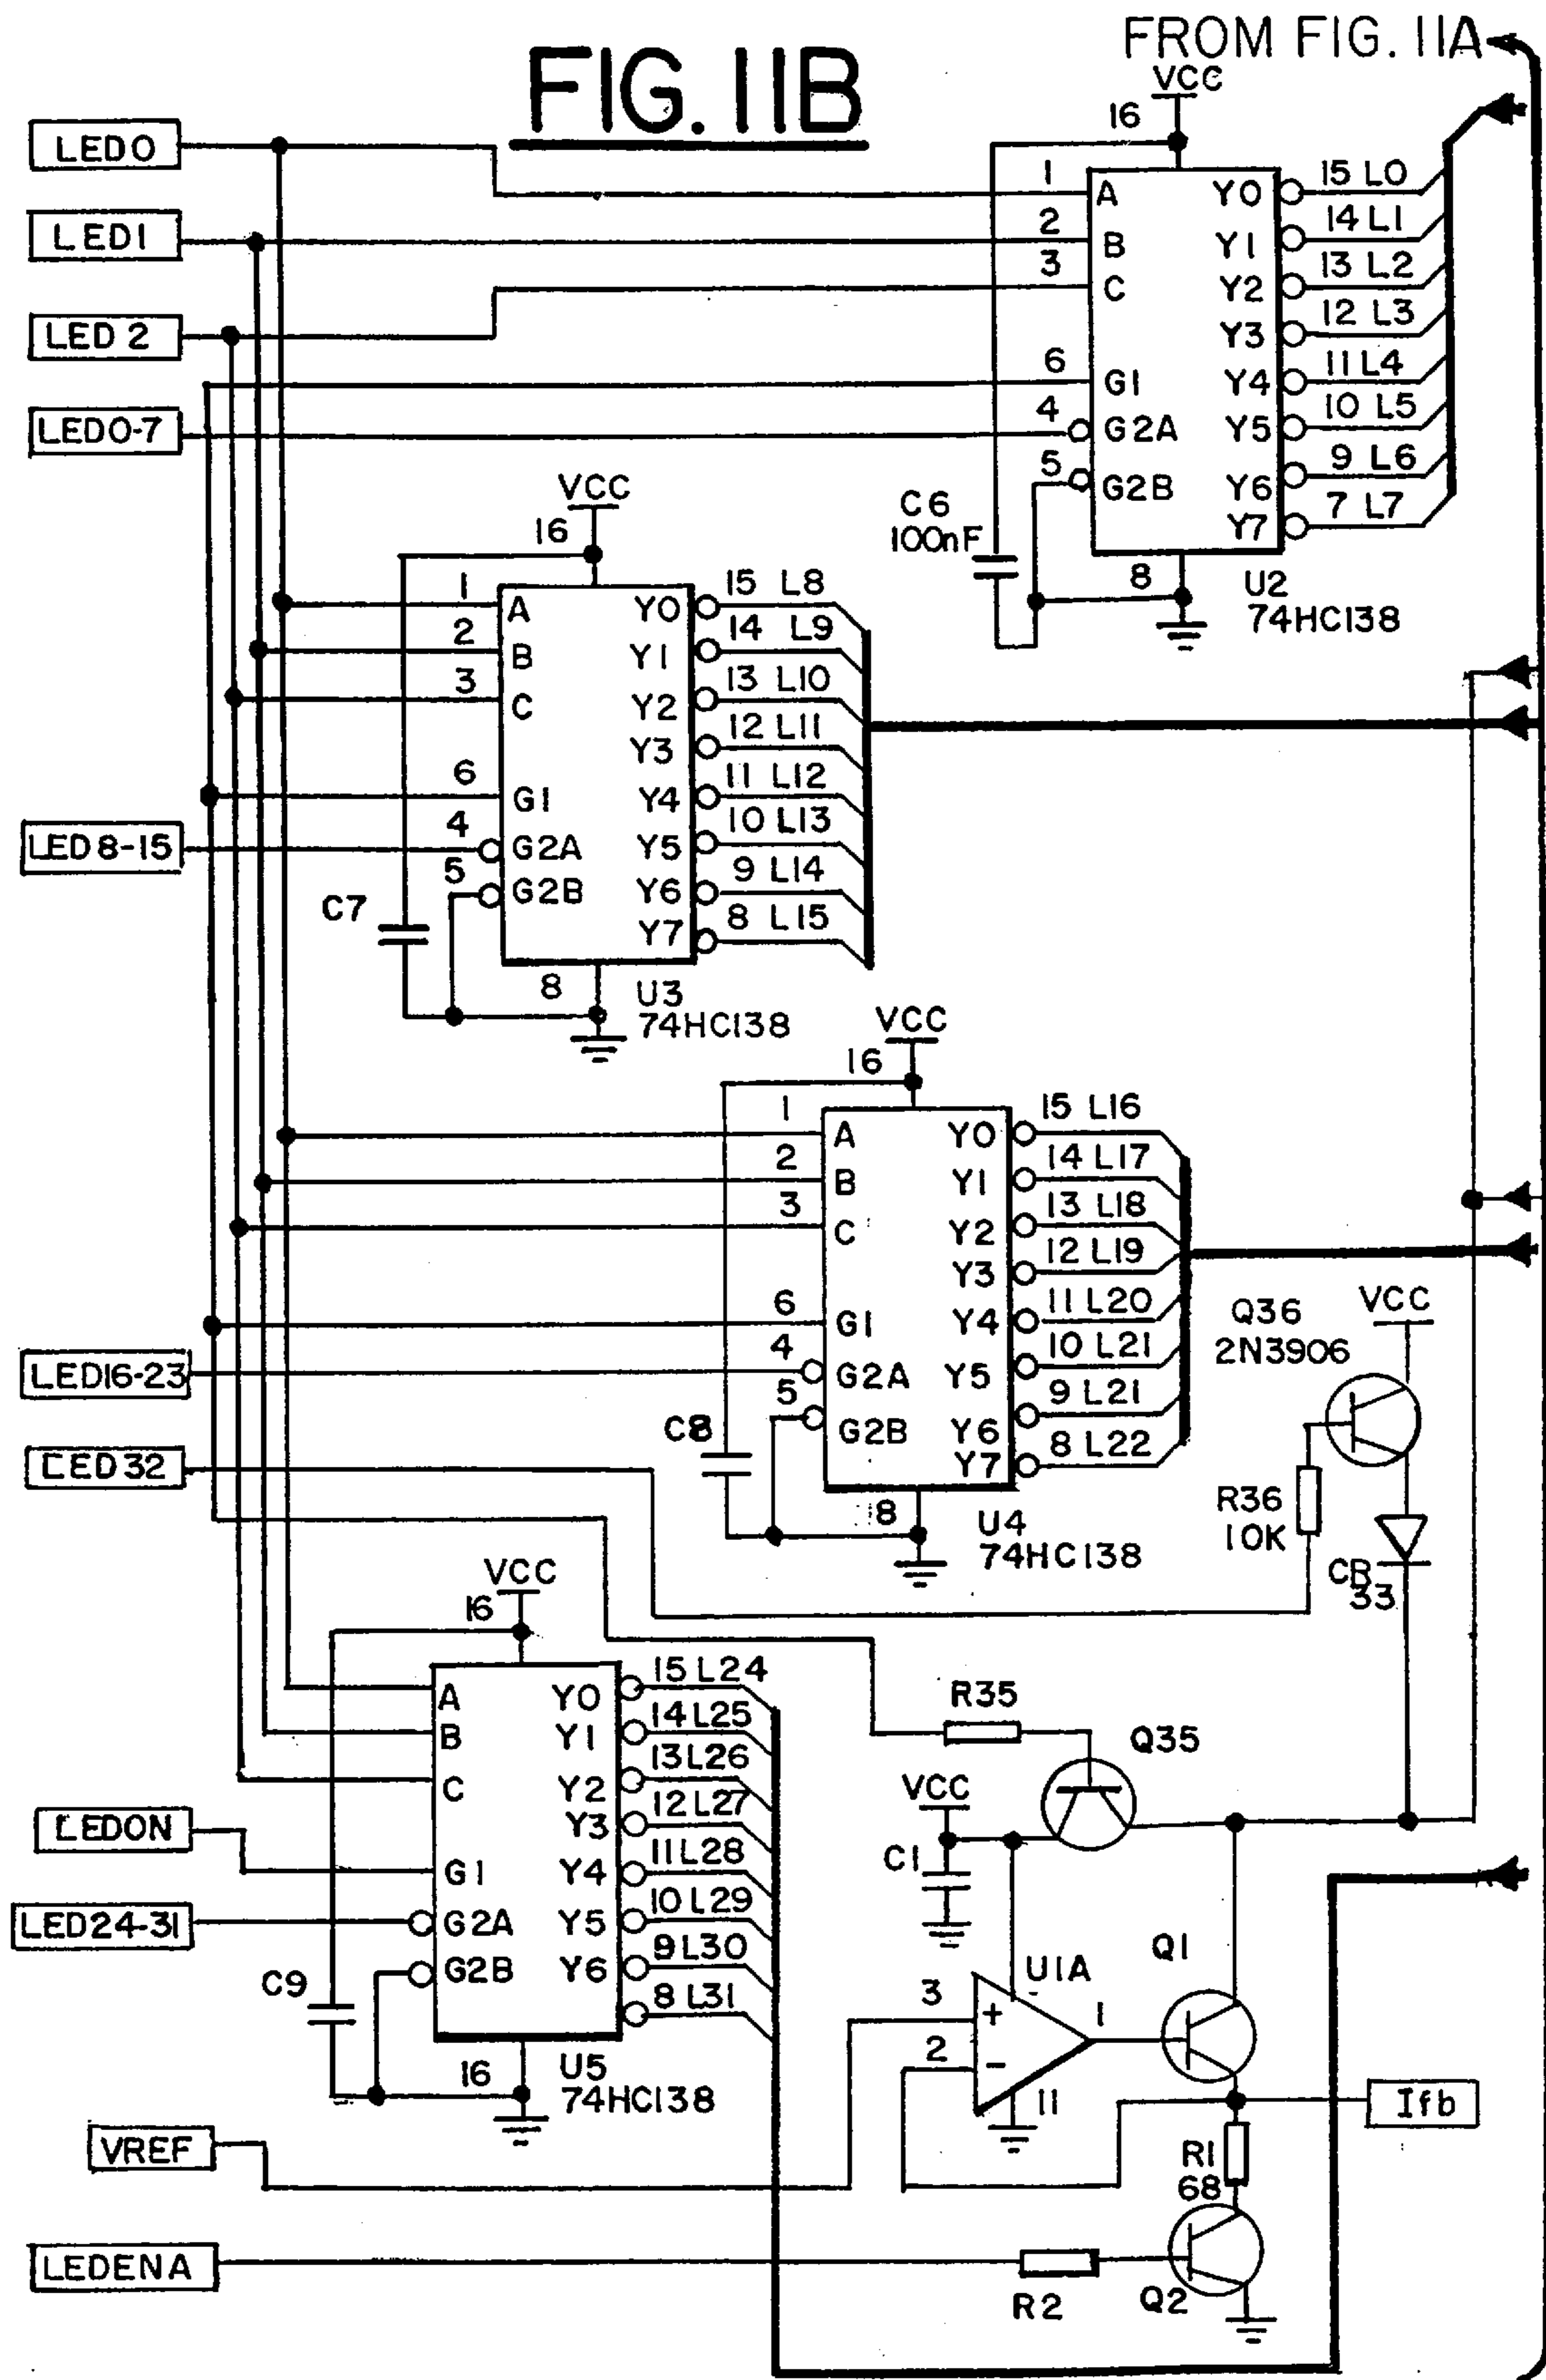 FROM FIG. 11A
FIG. 11B
VCC
16
LED0
1
A
Y0
15 L0
LED1
2
B
Y1
14 L1
3
C
Y2
13 L2
LED 2
Y3
12 L3
6
G1
Y4
11 L4
LED0-7
4
G2A
Y5
10 L5
5
G2B
Y6
9 L6
Y7
7 L7
C6
100nF
8
U2
74HC138
VCC
16
1
A
Y0
15 L8
2
B
Y1
14 L9
3
C
Y2
13 L10
Y3
12 L11
6
G1
Y4
11 L12
LED 8-15
4
G2A
Y5
10 L13
5
G2B
Y6
9 L14
C7
Y7
8 L15
8
U3
74HC138
VCC
16
1
A
Y0
15 L16
2
B
Y1
14 L17
3
C
Y2
13 L18
Y3
12 L19
6
G1
Y4
11 L20
LED16-23
4
G2A
Y5
10 L21
5
G2B
Y6
9 L21
C8
Y7
8 L22
Q36
2N3906
VCC
LED32
8
U4
74HC138
R36
10K
CB
33
VCC
16
A
Y0
15 L24
B
Y1
14 L25
C
Y2
13 L26
Y3
12 L27
LEDON
G1
Y4
11 L28
LED24-31
G2A
Y5
10 L29
G2B
Y6
9 L30
C9
8 L31
16
U5
74HC138
R35
Q35
VCC
C1
Q1
U1A
3
+
1
2
-
11
Ifb
VREF
R1
68
LEDENA
R2
Q2